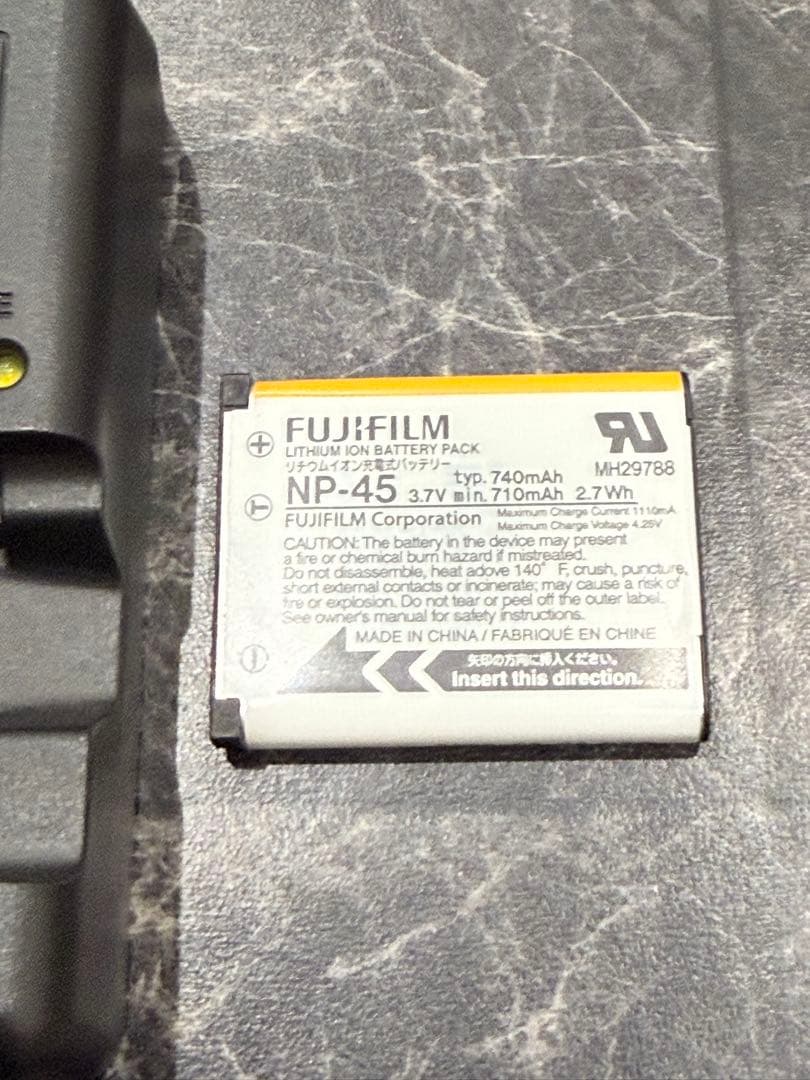 FUJIFILM
LITHIUM ION BATTERY PACK
リチウムイオン充電式バッテリー
NP-45 3.7V typ. 740mAh min. 710mAh 2.7Wh
MH29788
FUJIFILM Corporation
Maximum Charge Current 1110mA
Maximum Charge Voltage 4.25V
CAUTION: The battery in the device may present
a fire or chemical burn hazard if mistreated.
Do not disassemble, heat adove 140° F, crush, puncture,
short external contacts or incinerate; may cause a risk of
fire or explosion. Do not tear or peel off the outer label.
See owner's manual for safety instructions.
MADE IN CHINA / FABRIQUÉ EN CHINE
矢印の方向に挿入ください。
Insert this direction.